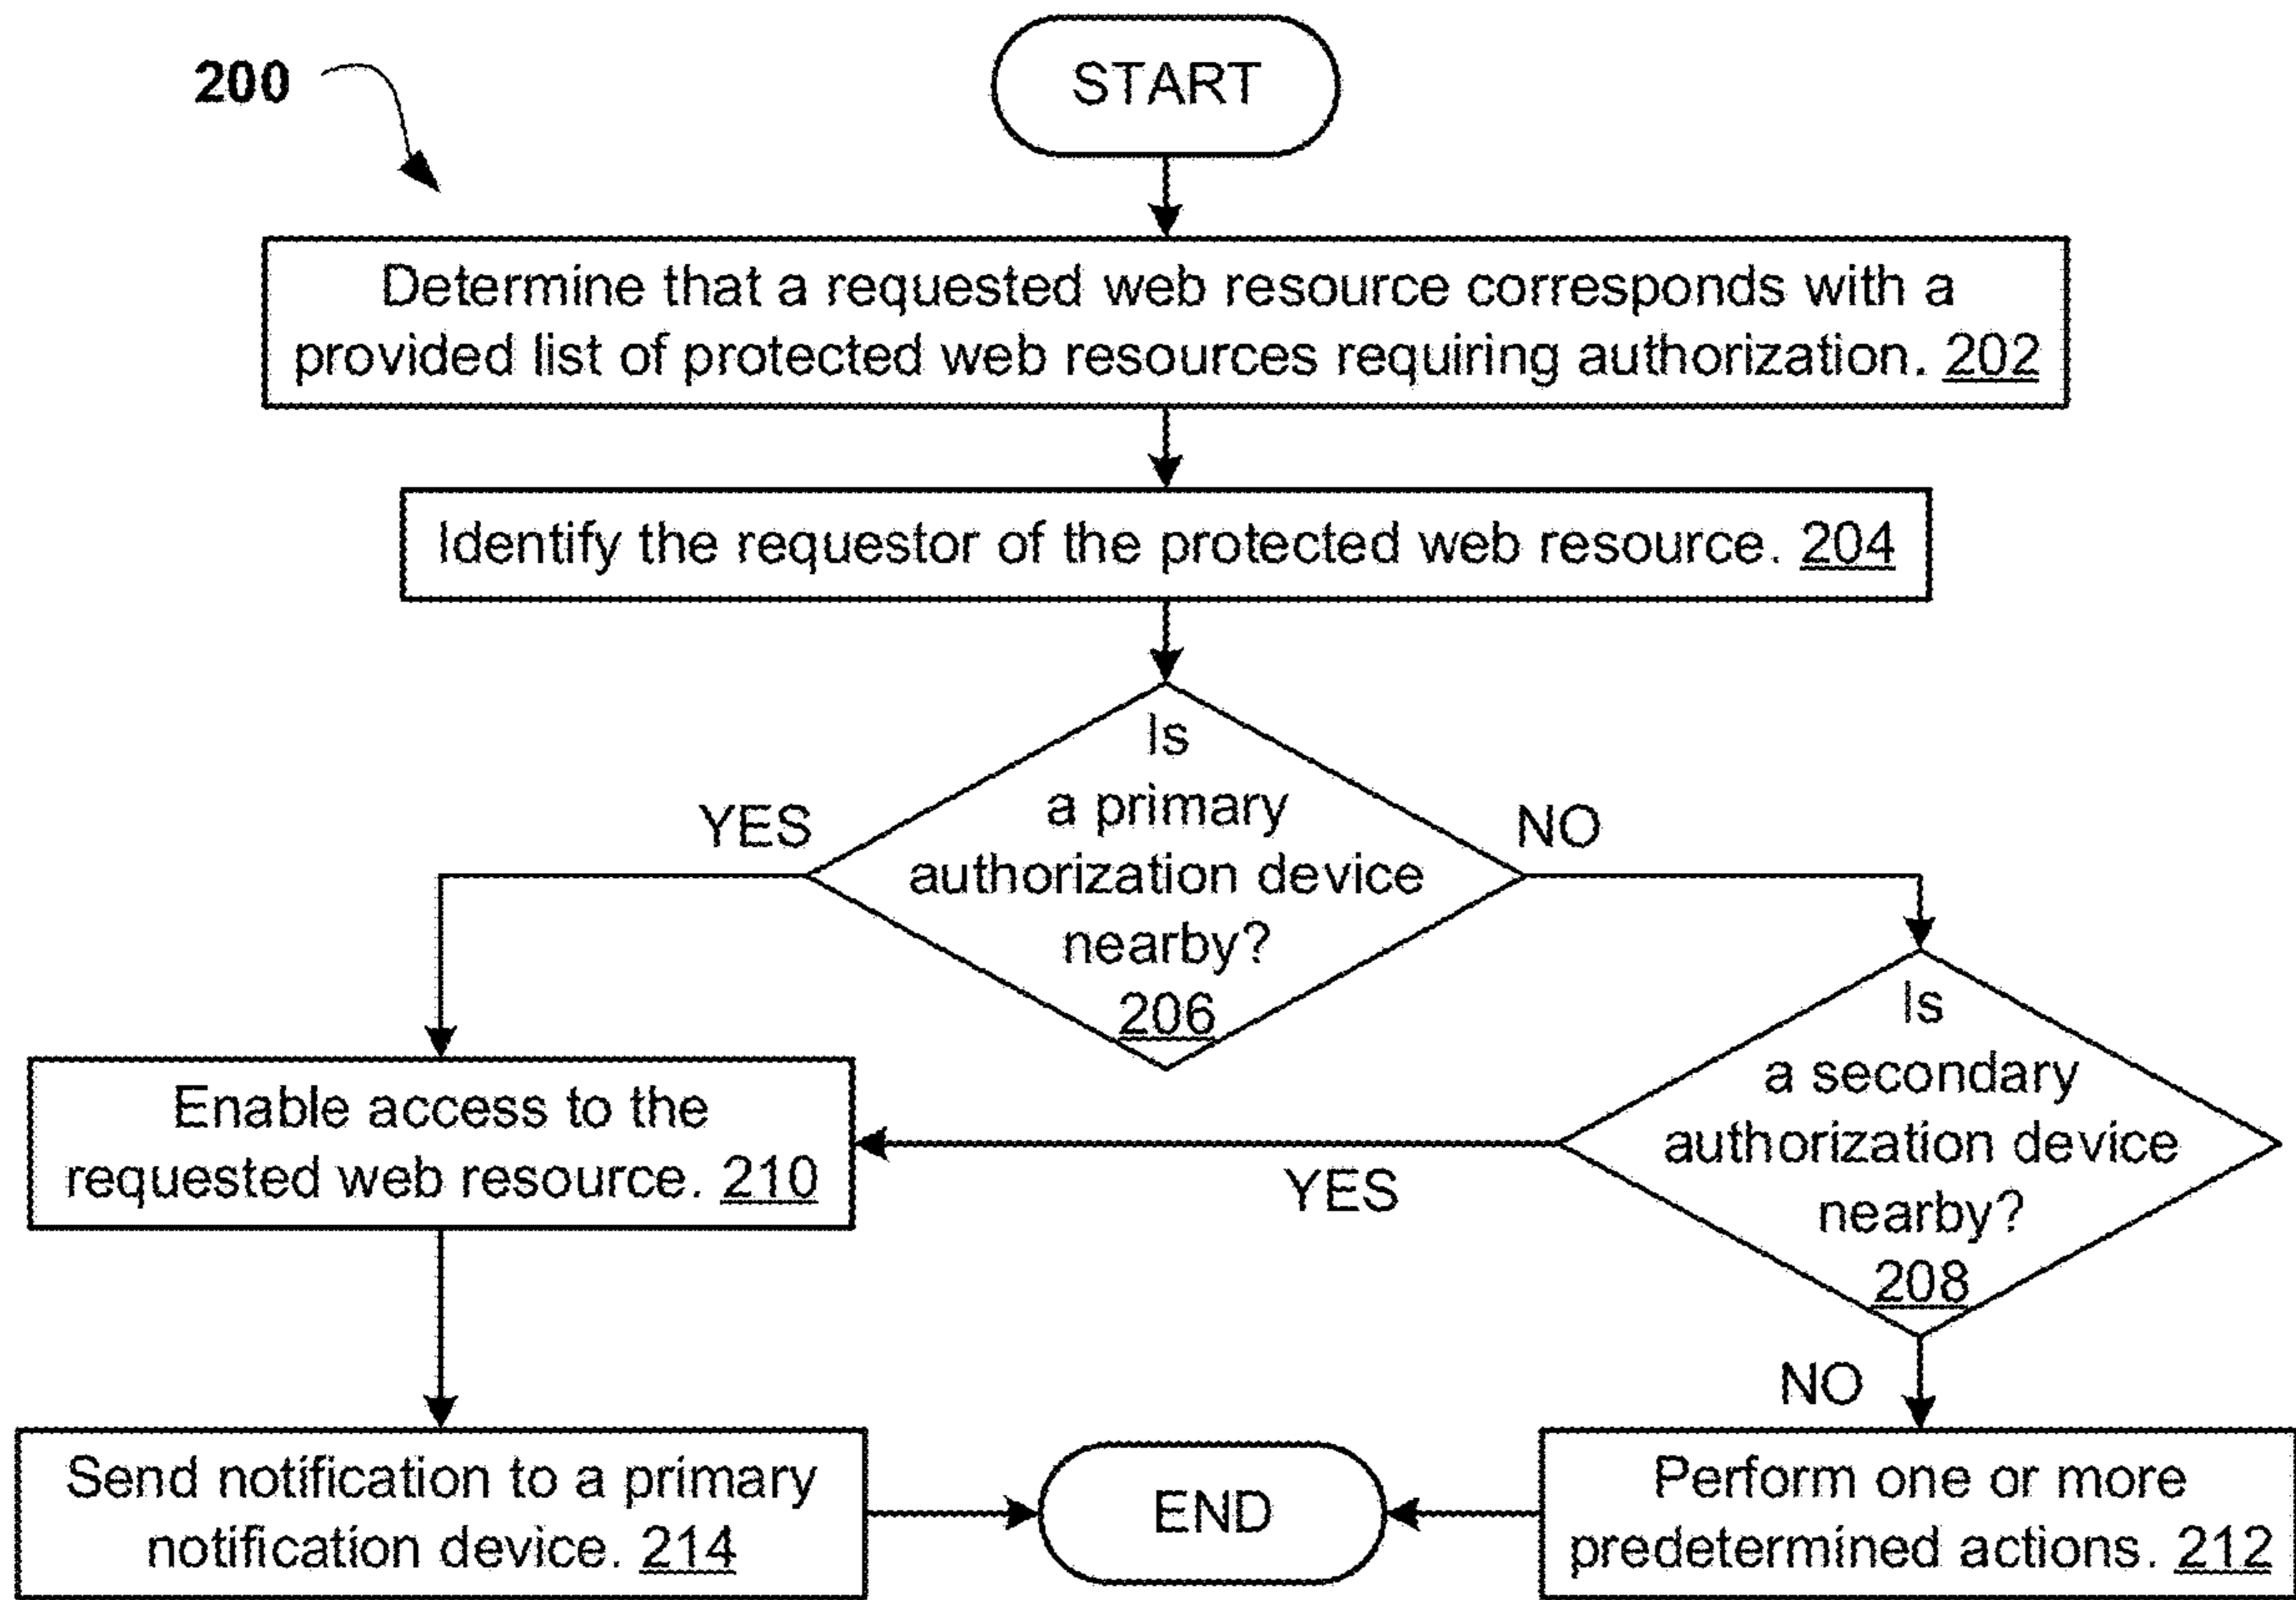 200
START
Determine that a requested web resource corresponds with a
provided list of protected web resources requiring authorization. 202
Identify the requestor of the protected web resource. 204
Is
a primary
authorization device
nearby?
206
YES
NO
Is
a secondary
authorization device
nearby?
208
YES
NO
Enable access to the
requested web resource. 210
Send notification to a primary
notification device. 214
END
Perform one or more
predetermined actions. 212